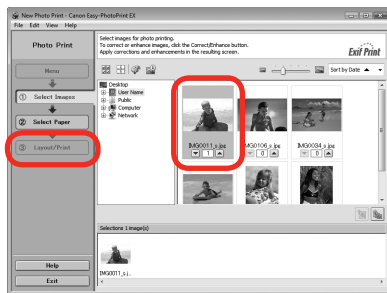 New Photo Print - Canon Easy-PhotoPrint EX
File Edit View Help
Photo Print
Select images for photo printing.
To correct or enhance images, click the Correct/Enhance button.
Apply corrections and enhancements in the resulting screen.
Exif Print
Menu
Sort by Date
1 Select Images
2 Select Paper
3 Layout/Print
Desktop
User Name
Public
Computer
Network
IMG0011_s.jpg
IMG0106_s.jpg
IMG0034_s.jpg
1
0
0
Selections 1 image(s)
IMG0011_s.j...
Help
Exit